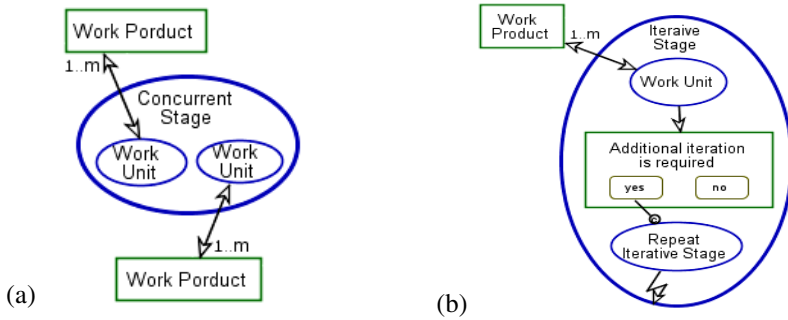 Work Porduct
1..m
Concurrent
Stage
Work
Unit
Work
Unit
1..m
Work Porduct
(a)
Work
Product
1..m
Iteraive
Stage
Work Unit
Additional iteration
is required
yes
no
c
Repeat
Iterative Stage
(b)